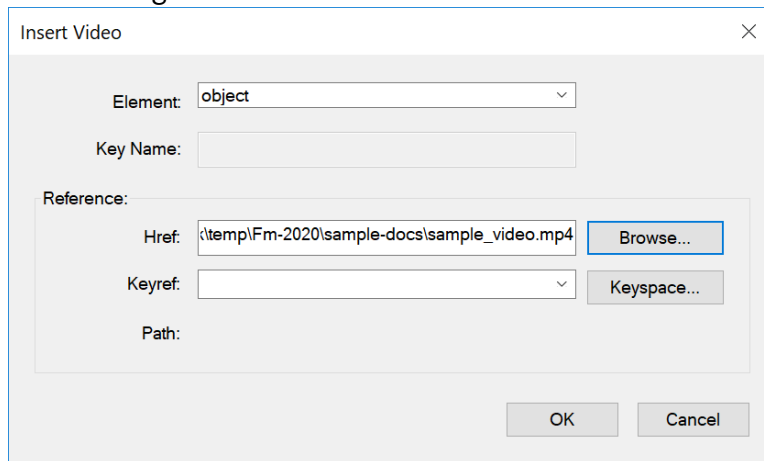 Insert Video
Element: object
Key Name:
Reference:
Href: \temp\Fm-2020\sample-docs\sample_video.mp4 Browse...
Keyref: Keyspace...
Path:
OK Cancel